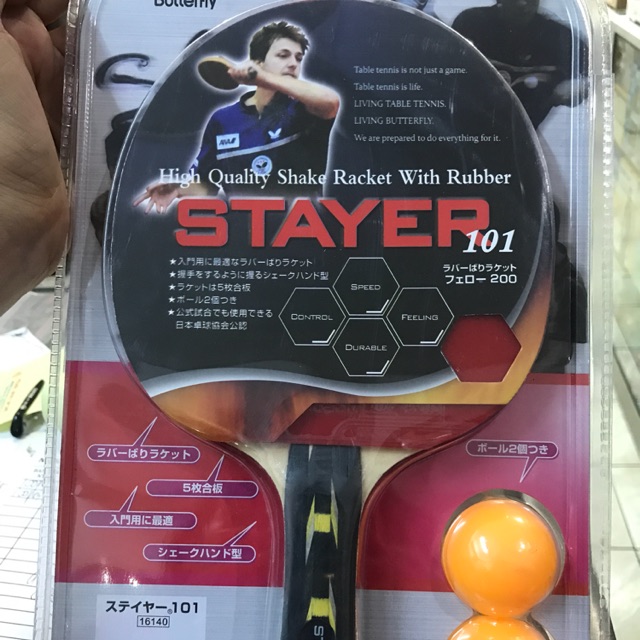 Butterfly
Table tennis is not just a game.
Table tennis is life.
LIVING TABLE TENNIS.
LIVING BUTTERFLY.
We are prepared to do everything for it.
High Quality Shake Racket With Rubber
STAYER
101
★入門用に最適なラバーばりラケット
★握手をするように握るシェークハンド型
★ラケットは5枚合板
★ボール2個つき
★公式試合でも使用できる
日本卓球協会公認
ラバーばりラケット
フェロー 200
SPEED
CONTROL
FEELING
DURABLE
ラバーばりラケット
5枚合板
入門用に最適
シェークハンド型
ボール2個つき
ステイヤー101
16140